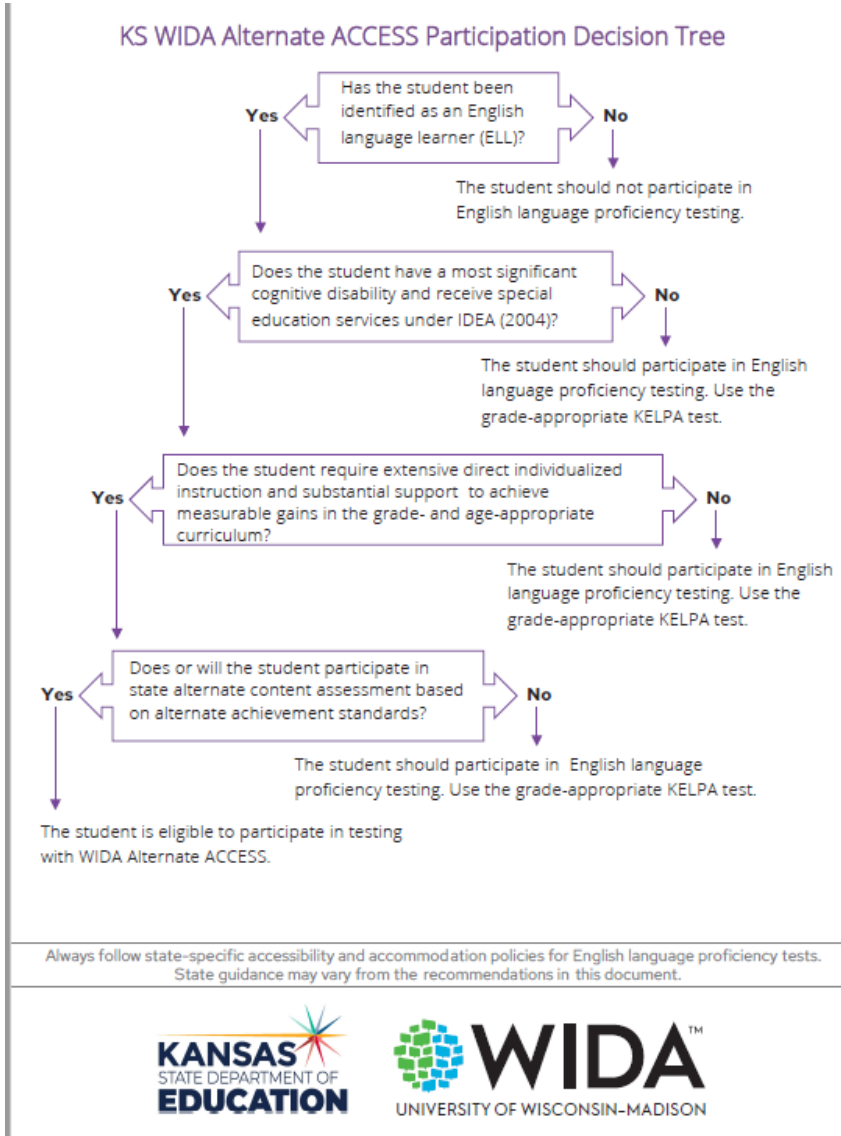 KS WIDA Alternate ACCESS Participation Decision Tree
Has the student been
identified as an English
language learner (ELL)?
Yes
No
The student should not participate in
English language proficiency testing.
Does the student have a most significant
cognitive disability and receive special
education services under IDEA (2004)?
Yes
No
The student should participate in English
language proficiency testing. Use the
grade-appropriate KELPA test.
Does the student require extensive direct individualized
instruction and substantial support to achieve
measurable gains in the grade- and age-appropriate
curriculum?
Yes
No
The student should participate in English
language proficiency testing. Use the
grade-appropriate KELPA test.
Does or will the student participate in
state alternate content assessment based
on alternate achievement standards?
Yes
No
The student should participate in English language
proficiency testing. Use the grade-appropriate KELPA test.
The student is eligible to participate in testing
with WIDA Alternate ACCESS.
Always follow state-specific accessibility and accommodation policies for English language proficiency tests.
State guidance may vary from the recommendations in this document.
KANSAS
STATE DEPARTMENT OF
EDUCATION
WIDA™
UNIVERSITY OF WISCONSIN–MADISON